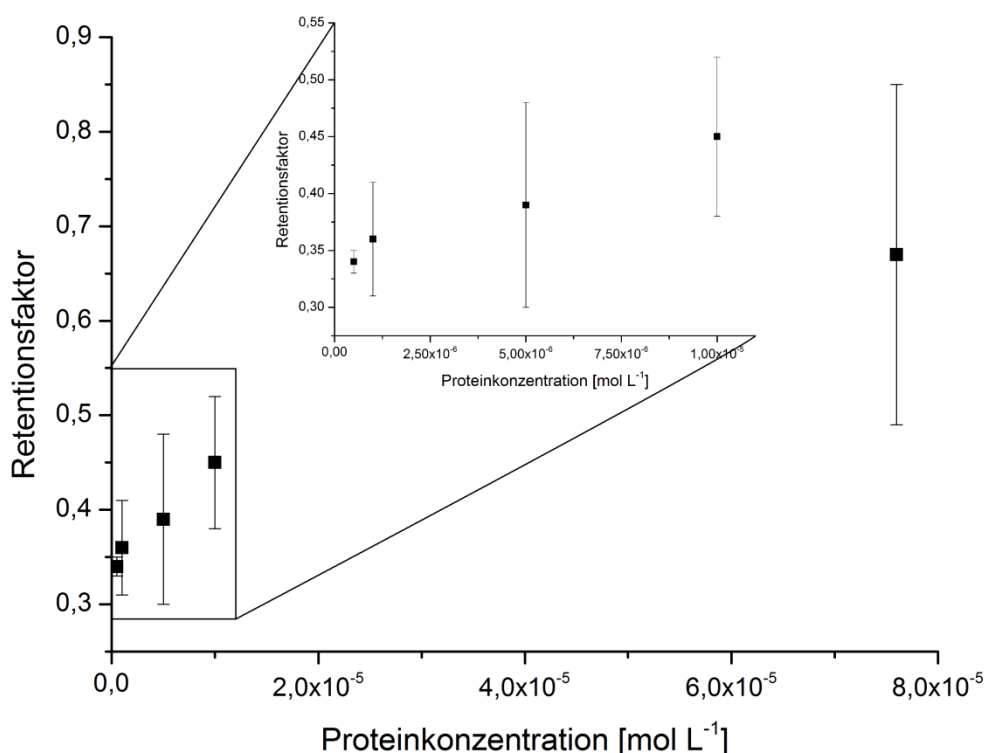 0,55
0,50
0,45
0,40
0,35
0,30
Retentionsfaktor
0,00 2,50x10⁻⁶ 5,00x10⁻⁶ 7,50x10⁻⁶ 1,00x10⁻⁵
Proteinkonzentration [mol L⁻¹]
0,9
0,8
0,7
0,6
0,5
0,4
0,3
Retentionsfaktor
0,0 2,0x10⁻⁵ 4,0x10⁻⁵ 6,0x10⁻⁵ 8,0x10⁻⁵
Proteinkonzentration [mol L⁻¹]